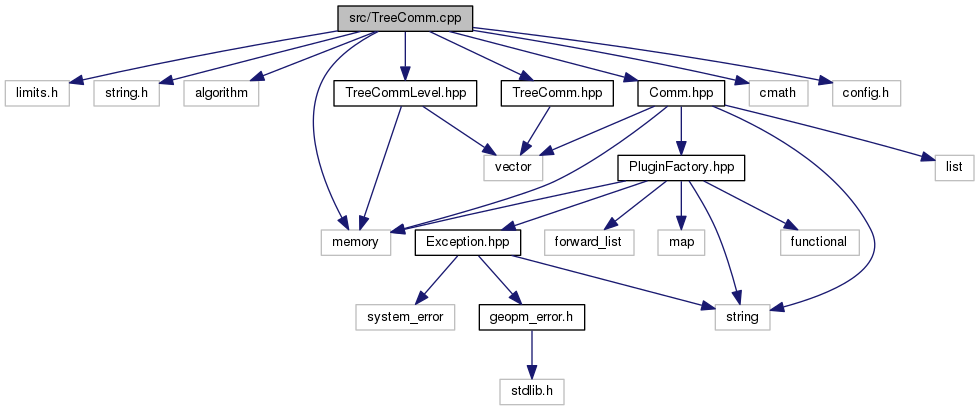 src/TreeComm.cpp
limits.h
string.h
algorithm
TreeCommLevel.hpp
TreeComm.hpp
Comm.hpp
cmath
config.h
vector
PluginFactory.hpp
list
memory
Exception.hpp
forward_list
map
functional
system_error
geopm_error.h
string
stdlib.h